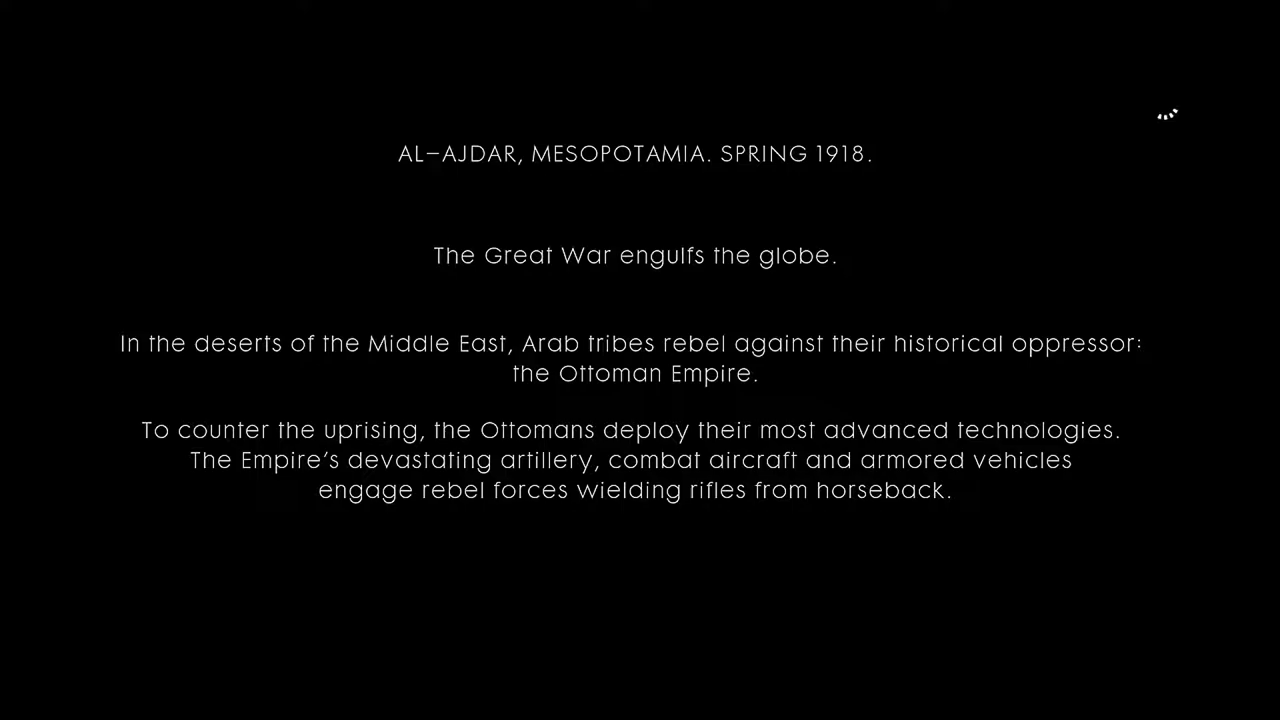 AL–AJDAR, MESOPOTAMIA. SPRING 1918.
The Great War engulfs the globe.
In the deserts of the Middle East, Arab tribes rebel against their historical oppressor:
the Ottoman Empire.
To counter the uprising, the Ottomans deploy their most advanced technologies.
The Empire’s devastating artillery, combat aircraft and armored vehicles
engage rebel forces wielding rifles from horseback.